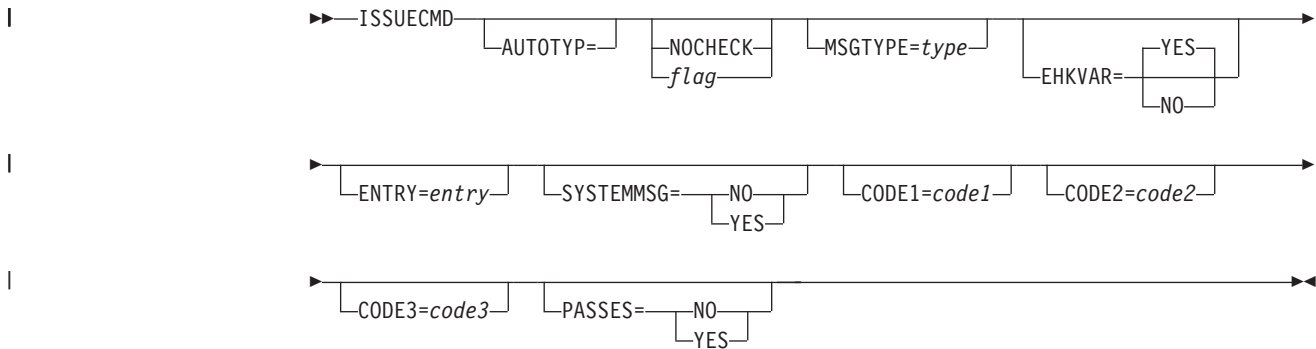 ISSUECMD AUTOTYP= NOCHECK flag MSGTYPE=type EHKVAR= YES NO
ENTRY=entry SYSTEMMSG= NO YES CODE1=code1 CODE2=code2
CODE3=code3 PASSES= NO YES